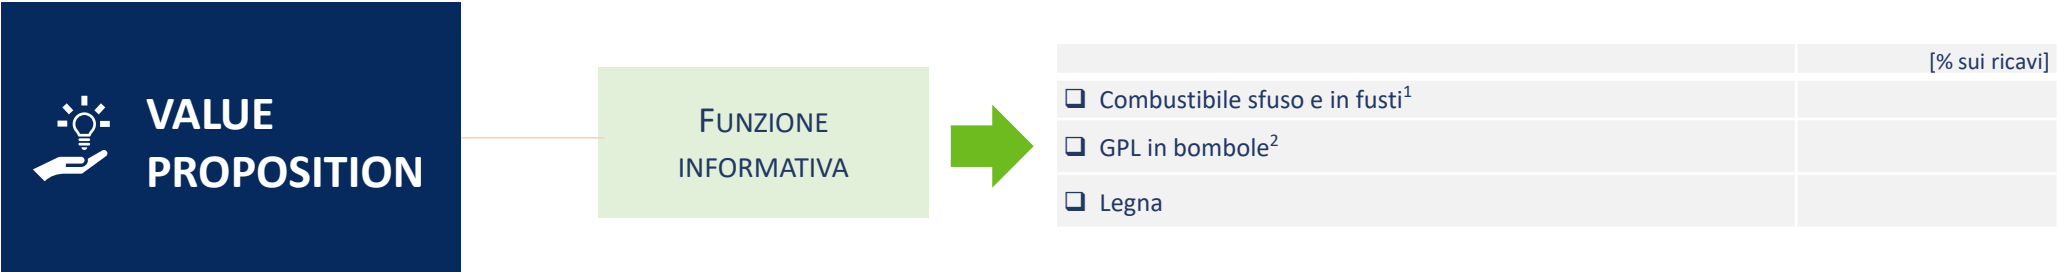 VALUE
PROPOSITION
FUNZIONE
INFORMATIVA
[% sui ricavi]
❑ Combustibile sfuso e in fusti¹
❑ GPL in bombole²
❑ Legna